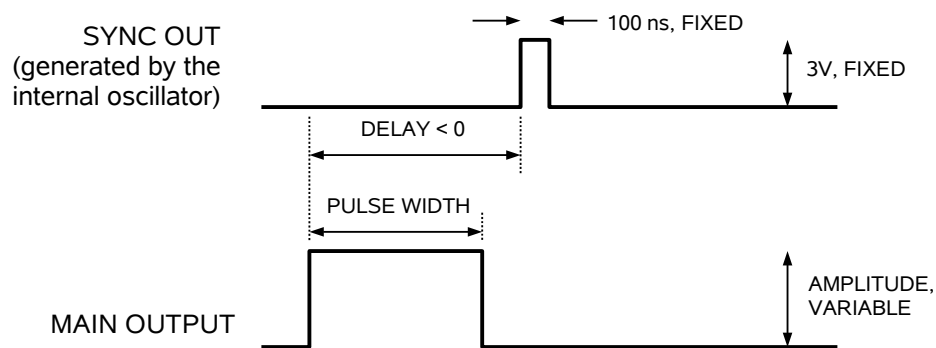 SYNC OUT
(generated by the
internal oscillator)
100 ns, FIXED
3V, FIXED
DELAY < 0
PULSE WIDTH
AMPLITUDE,
VARIABLE
MAIN OUTPUT